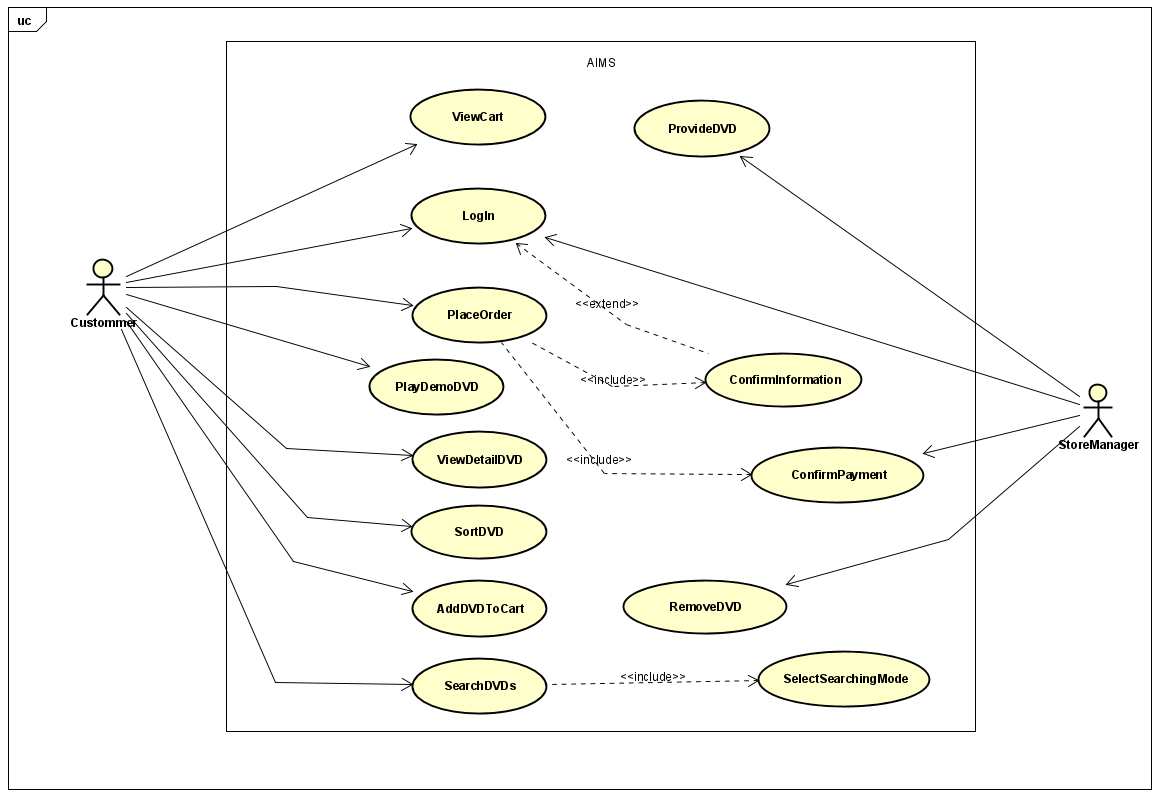 uc
AIMS
ViewCart
ProvideDVD
LogIn
Custommer
<<extend>>
PlaceOrder
PlayDemoDVD
<<include>>
ConfirmInformation
StoreManager
ViewDetailDVD
<<include>>
ConfirmPayment
SortDVD
AddDVDToCart
RemoveDVD
SearchDVDs
<<include>>
SelectSearchingMode